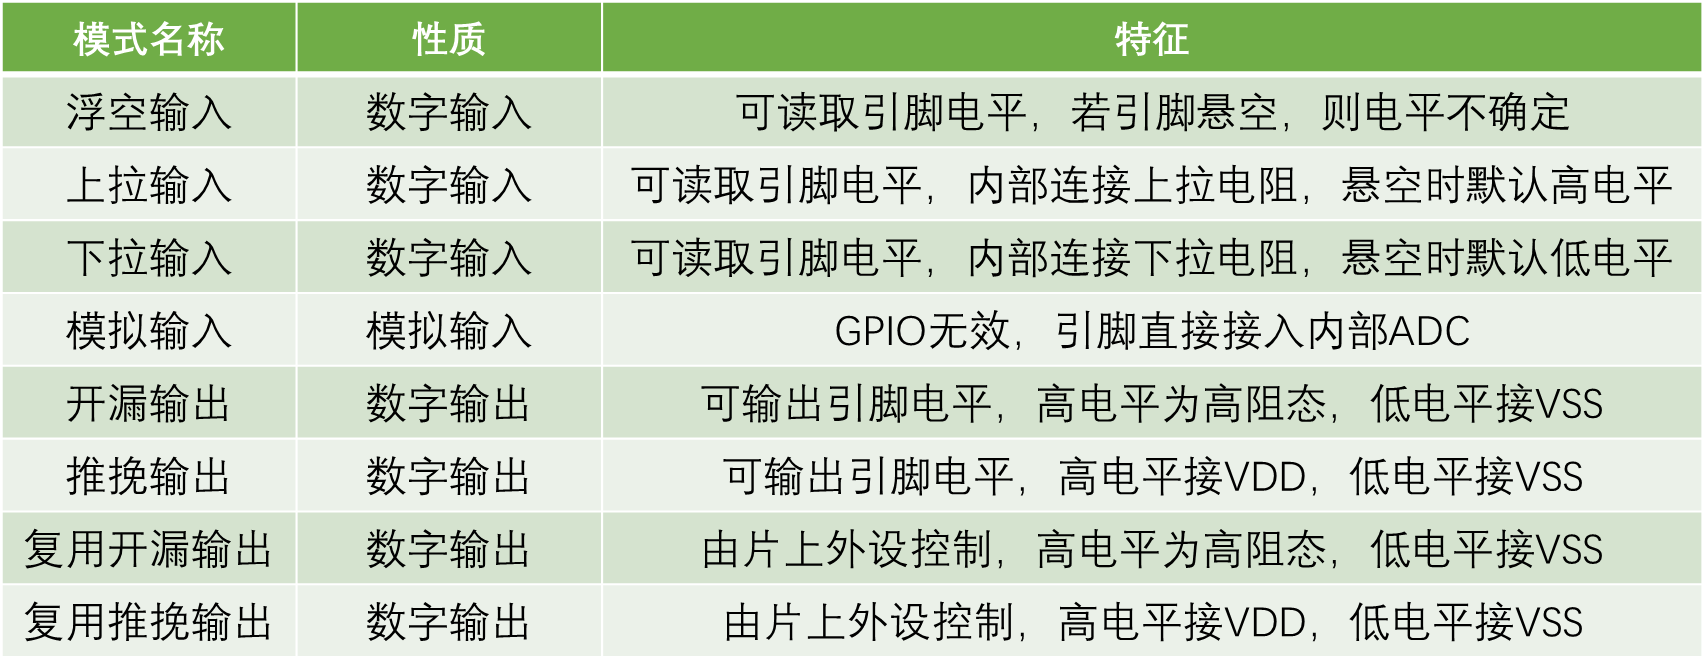 模式名称 性质 特征
浮空输入 数字输入 可读取引脚电平，若引脚悬空，则电平不确定
上拉输入 数字输入 可读取引脚电平，内部连接上拉电阻，悬空时默认高电平
下拉输入 数字输入 可读取引脚电平，内部连接下拉电阻，悬空时默认低电平
模拟输入 模拟输入 GPIO无效，引脚直接接入内部ADC
开漏输出 数字输出 可输出引脚电平，高电平为高阻态，低电平接VSS
推挽输出 数字输出 可输出引脚电平，高电平接VDD，低电平接VSS
复用开漏输出 数字输出 由片上外设控制，高电平为高阻态，低电平接VSS
复用推挽输出 数字输出 由片上外设控制，高电平接VDD，低电平接VSS